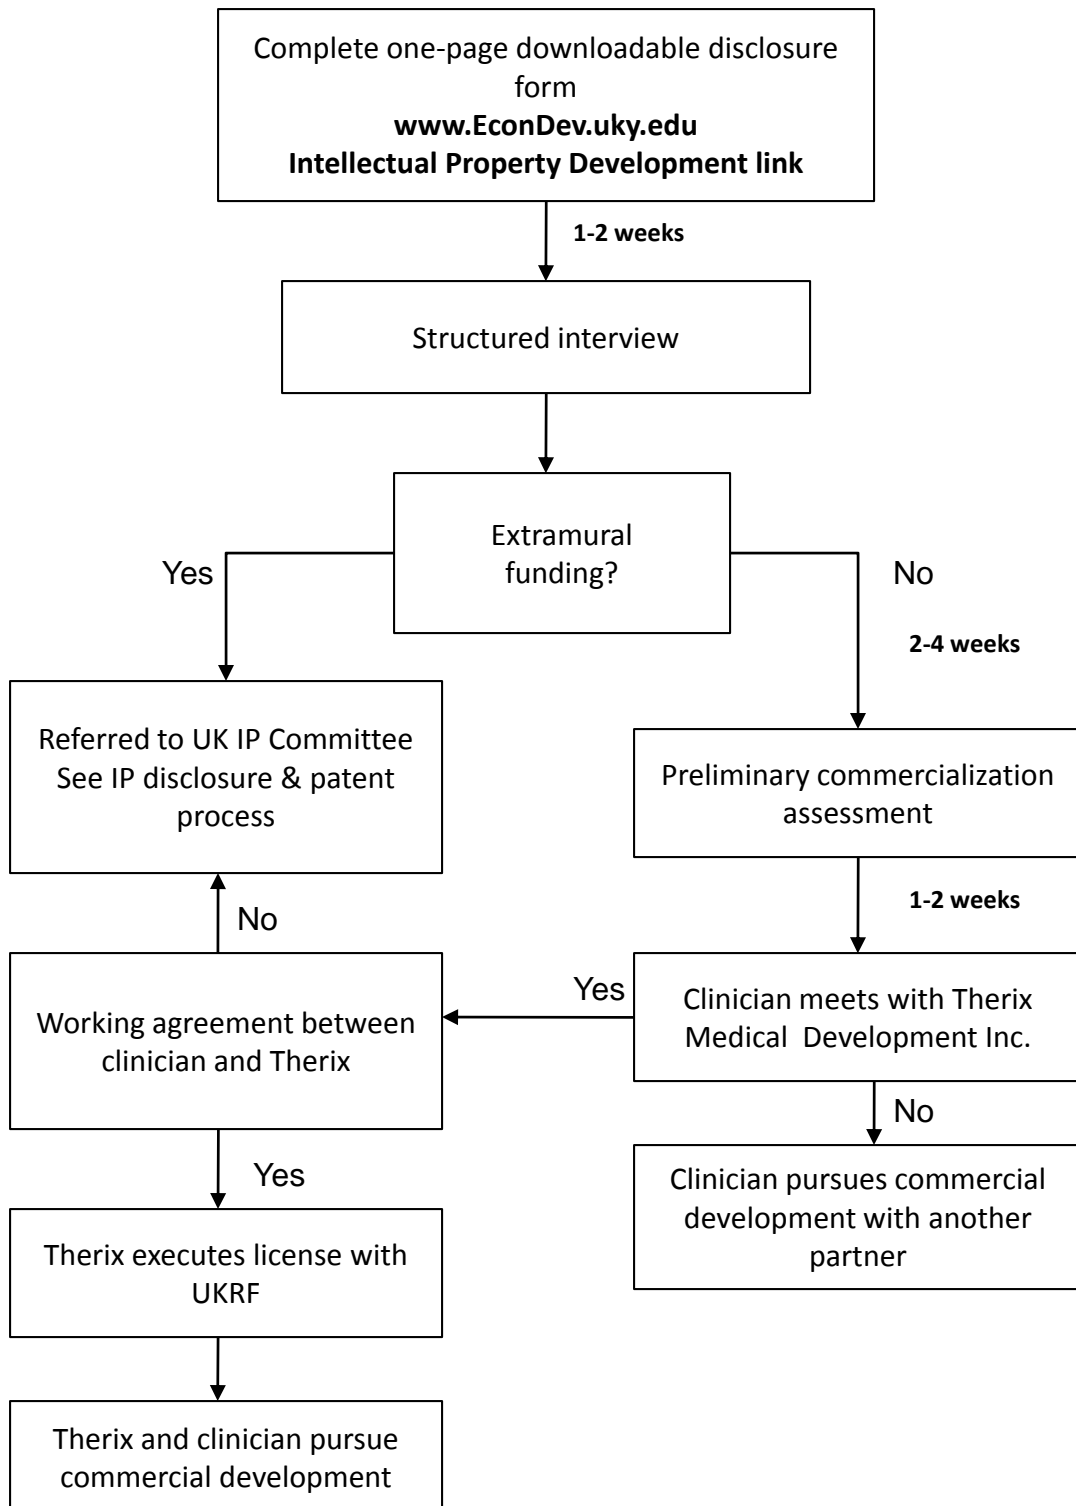 Complete one-page downloadable disclosure
form
www.EconDev.uky.edu
Intellectual Property Development link
1-2 weeks
Structured interview
Extramural
funding?
Yes
No
2-4 weeks
Referred to UK IP Committee
See IP disclosure & patent
process
Preliminary commercialization
assessment
No
1-2 weeks
Working agreement between
clinician and Therix
Yes
Clinician meets with Therix
Medical Development Inc.
No
Yes
Clinician pursues commercial
development with another
partner
Therix executes license with
UKRF
Therix and clinician pursue
commercial development